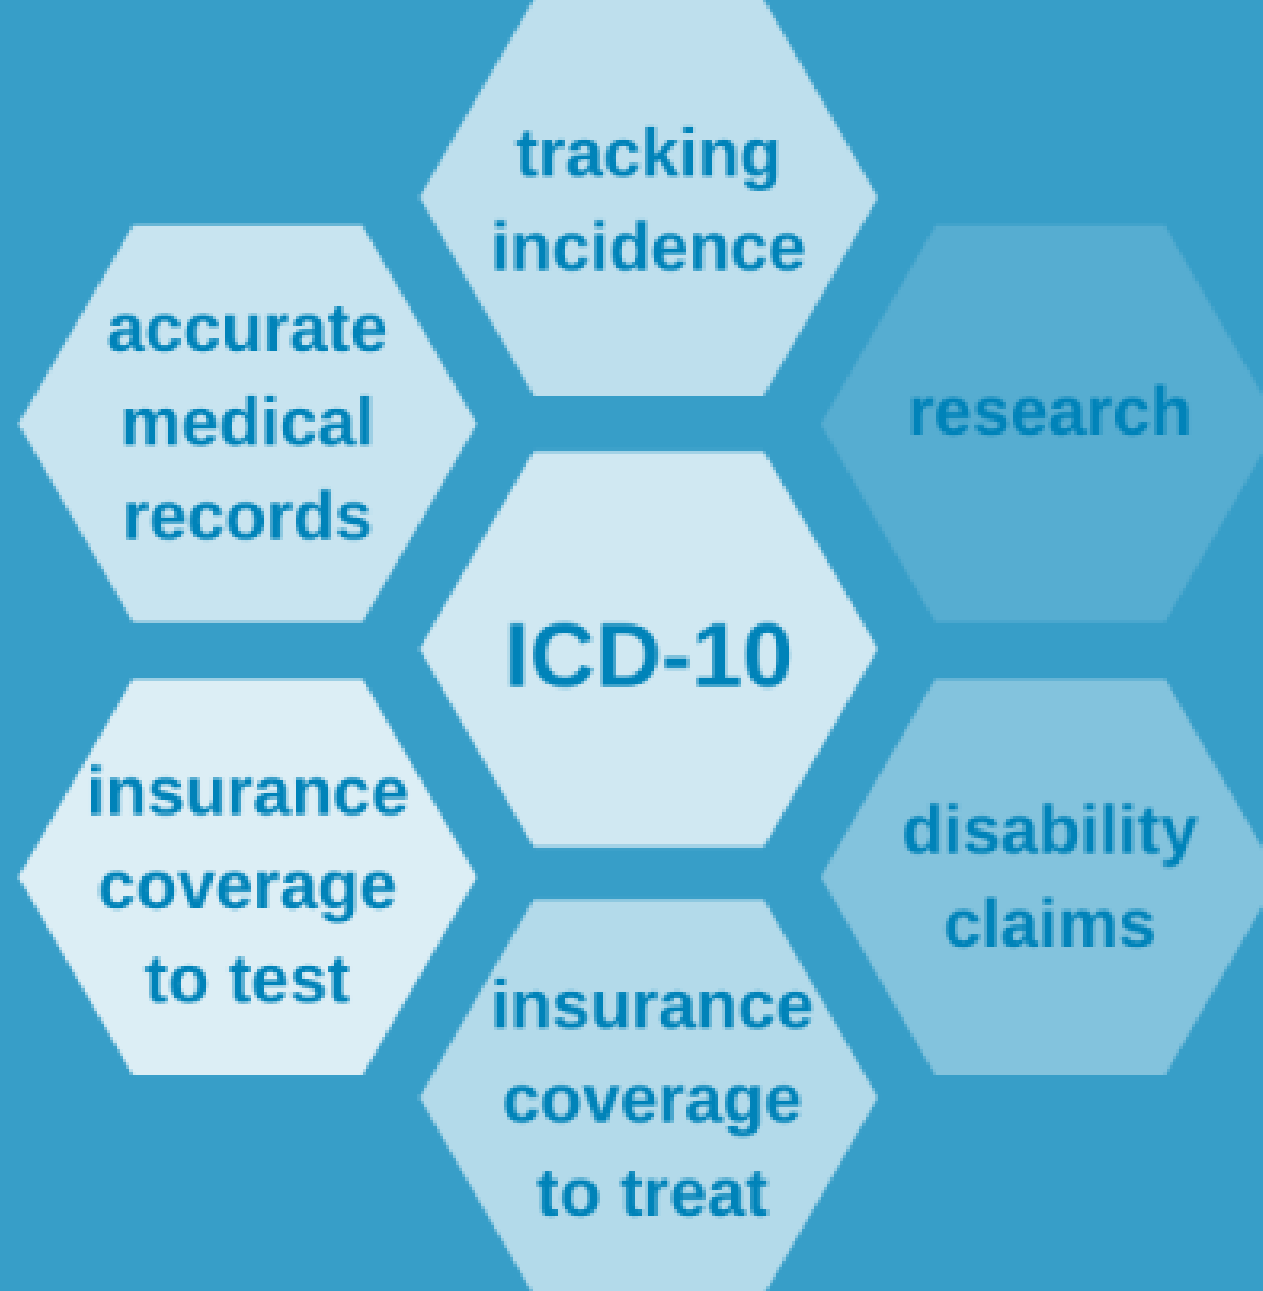 tracking
incidence
accurate
medical
records
research
ICD-10
insurance
coverage
to test
disability
claims
insurance
coverage
to treat